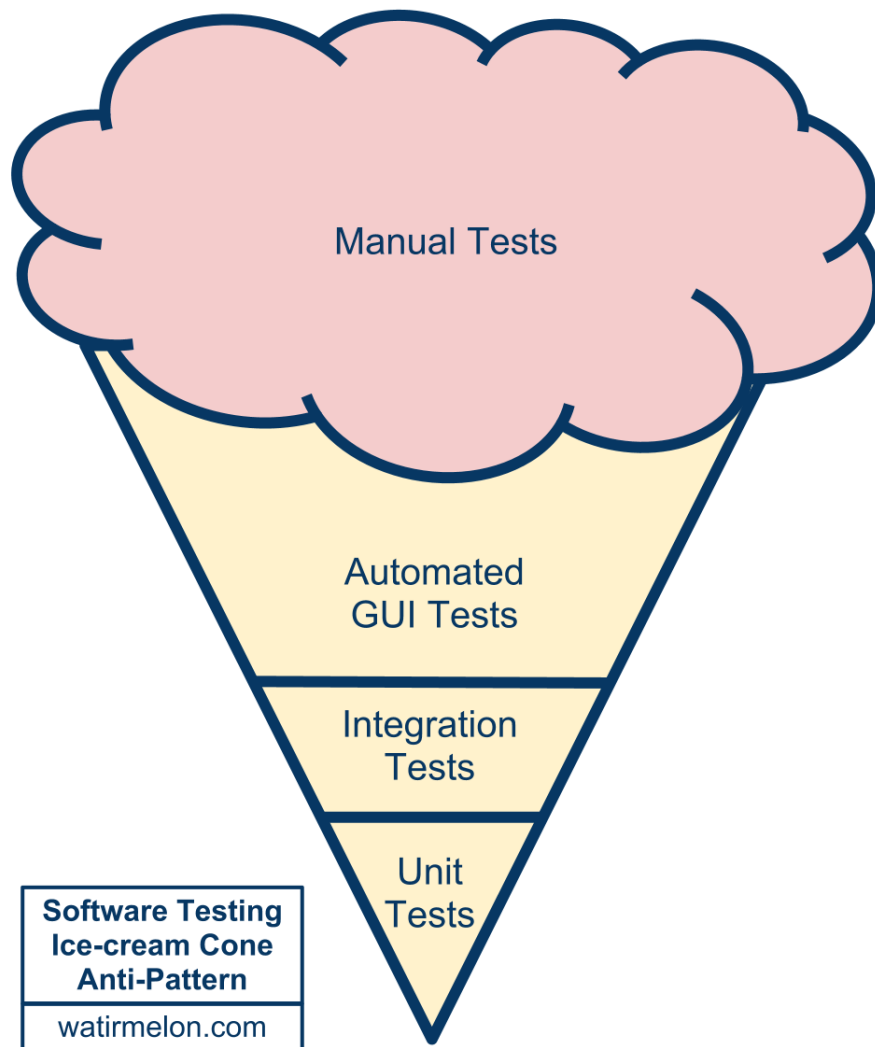 Manual Tests
Automated
GUI Tests
Integration
Tests
Unit
Tests
Software Testing
Ice-cream Cone
Anti-Pattern
watirmelon.com